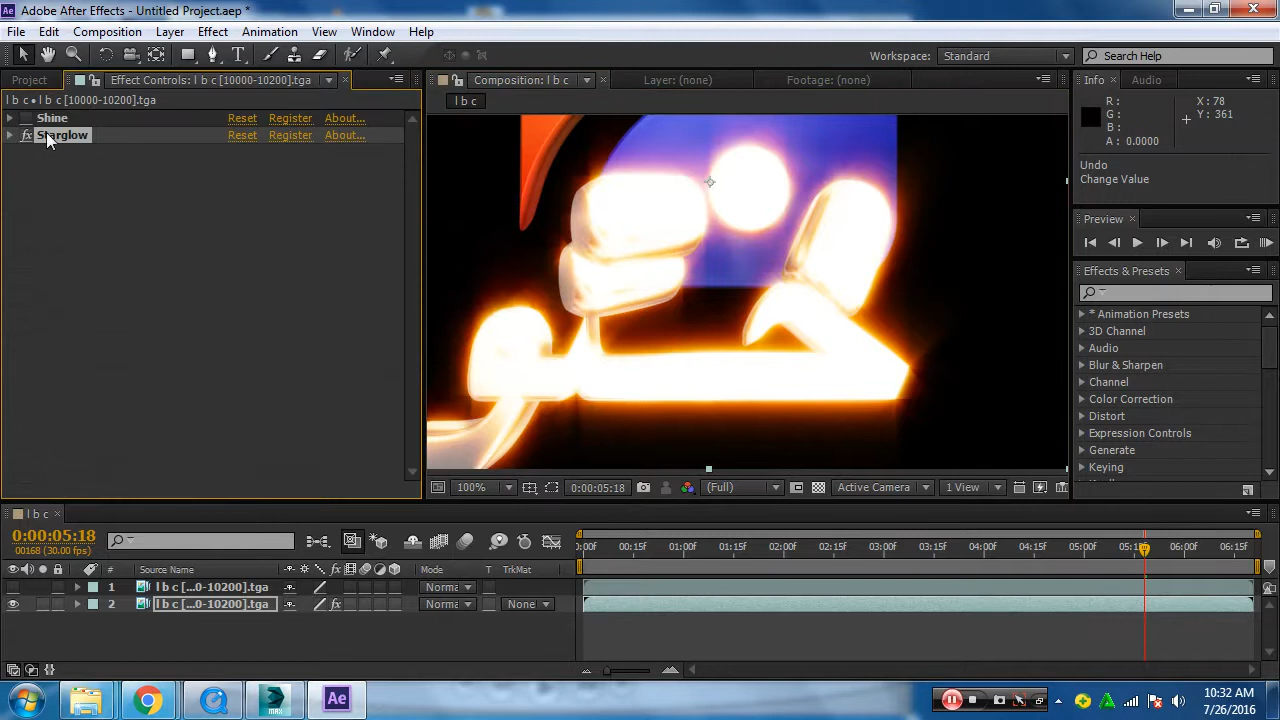 Adobe After Effects - Untitled Project.aep *
File Edit Composition Layer Effect Animation View Window Help
Workspace: Standard Search Help
Project Effect Controls: l b c [10000-10200].tga Composition: l b c Layer: (none) Footage: (none) Info Audio
l b c • l b c [10000-10200].tga
l b c
R: X: 78
G: Y: 361
B:
A: 0.0000
Shine Reset Register About...
Starglow Reset Register About...
Undo
Change Value
Preview
Effects & Presets
* Animation Presets
3D Channel
Audio
Blur & Sharpen
Channel
Color Correction
Distort
Expression Controls
Generate
Keying
100% 0:00:05:18 (Full) Active Camera 1 View
l b c
0:00:05:18
00168 (30.00 fps)
:00f 00:15f 01:00f 01:15f 02:00f 02:15f 03:00f 03:15f 04:00f 04:15f 05:00f 05:1 06:00f 06:15f
# Source Name Mode T TrkMat
1 l b c [...0-10200].tga Norma
2 l b c [...0-10200].tga Norma None
10:32 AM
7/26/2016